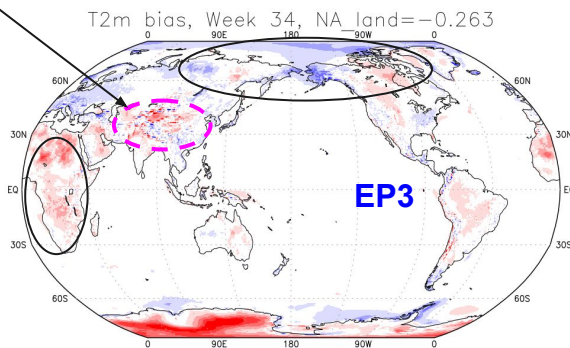 T2m bias, Week 34, NA_land=−0.263
0 90E 180 90W 0
60N 60N
30N 30N
EQ EQ
EP3
30S 30S
60S 60S
0 90E 180 90W 0